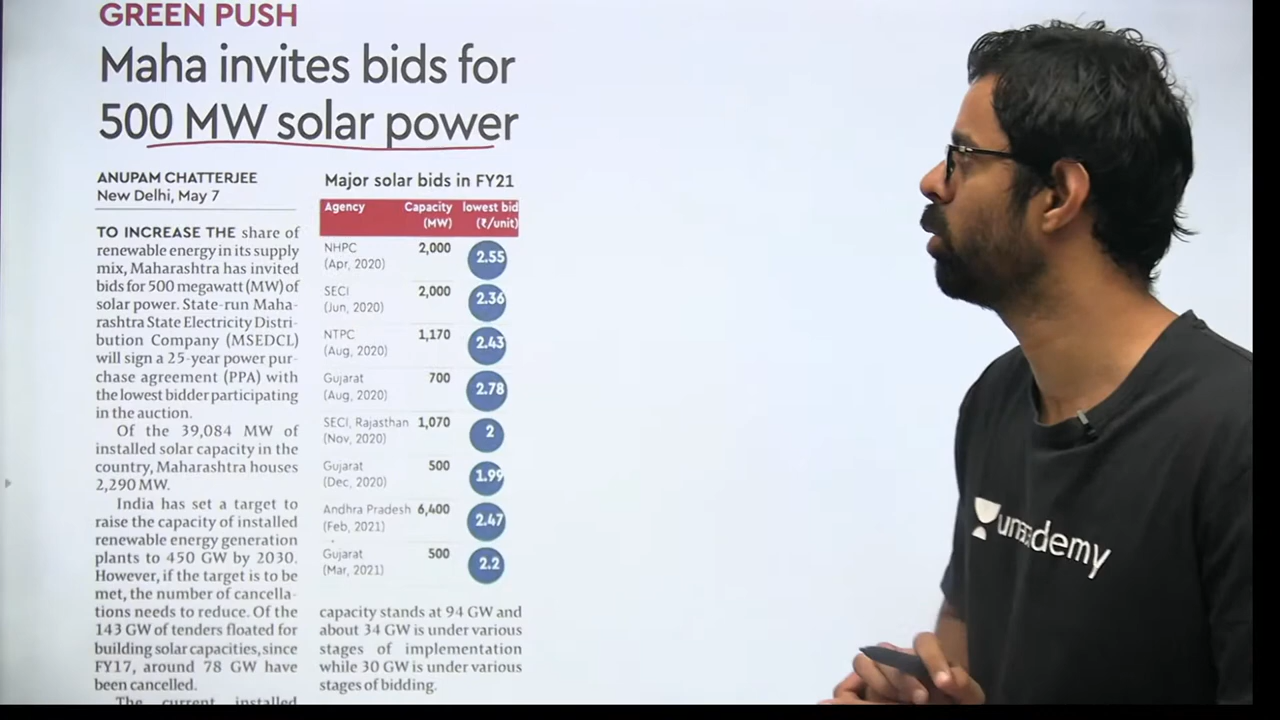 GREEN PUSH
Maha invites bids for
500 MW solar power
ANUPAM CHATTERJEE
New Delhi, May 7
TO INCREASE THE share of
renewable energy in its supply
mix, Maharashtra has invited
bids for 500 megawatt (MW) of
solar power. State-run Maha-
rashtra State Electricity Distri-
bution Company (MSEDCL)
will sign a 25-year power pur-
chase agreement (PPA) with
the lowest bidder participating
in the auction.
Of the 39,084 MW of
installed solar capacity in the
country, Maharashtra houses
2,290 MW.
India has set a target to
raise the capacity of installed
renewable energy generation
plants to 450 GW by 2030.
However, if the target is to be
met, the number of cancella-
tions needs to reduce. Of the
143 GW of tenders floated for
building solar capacities, since
FY17, around 78 GW have
been cancelled.
The current installed
Major solar bids in FY21
Agency Capacity (MW) lowest bid (₹/unit)
NHPC 2,000 2.55
(Apr, 2020)
SECI 2,000 2.36
(Jun, 2020)
NTPC 1,170 2.43
(Aug, 2020)
Gujarat 700 2.78
(Aug, 2020)
SECI, Rajasthan 1,070 2
(Nov, 2020)
Gujarat 500 1.99
(Dec, 2020)
Andhra Pradesh 6,400 2.47
(Feb, 2021)
Gujarat 500 2.2
(Mar, 2021)
capacity stands at 94 GW and
about 34 GW is under various
stages of implementation
while 30 GW is under various
stages of bidding.
unacademy